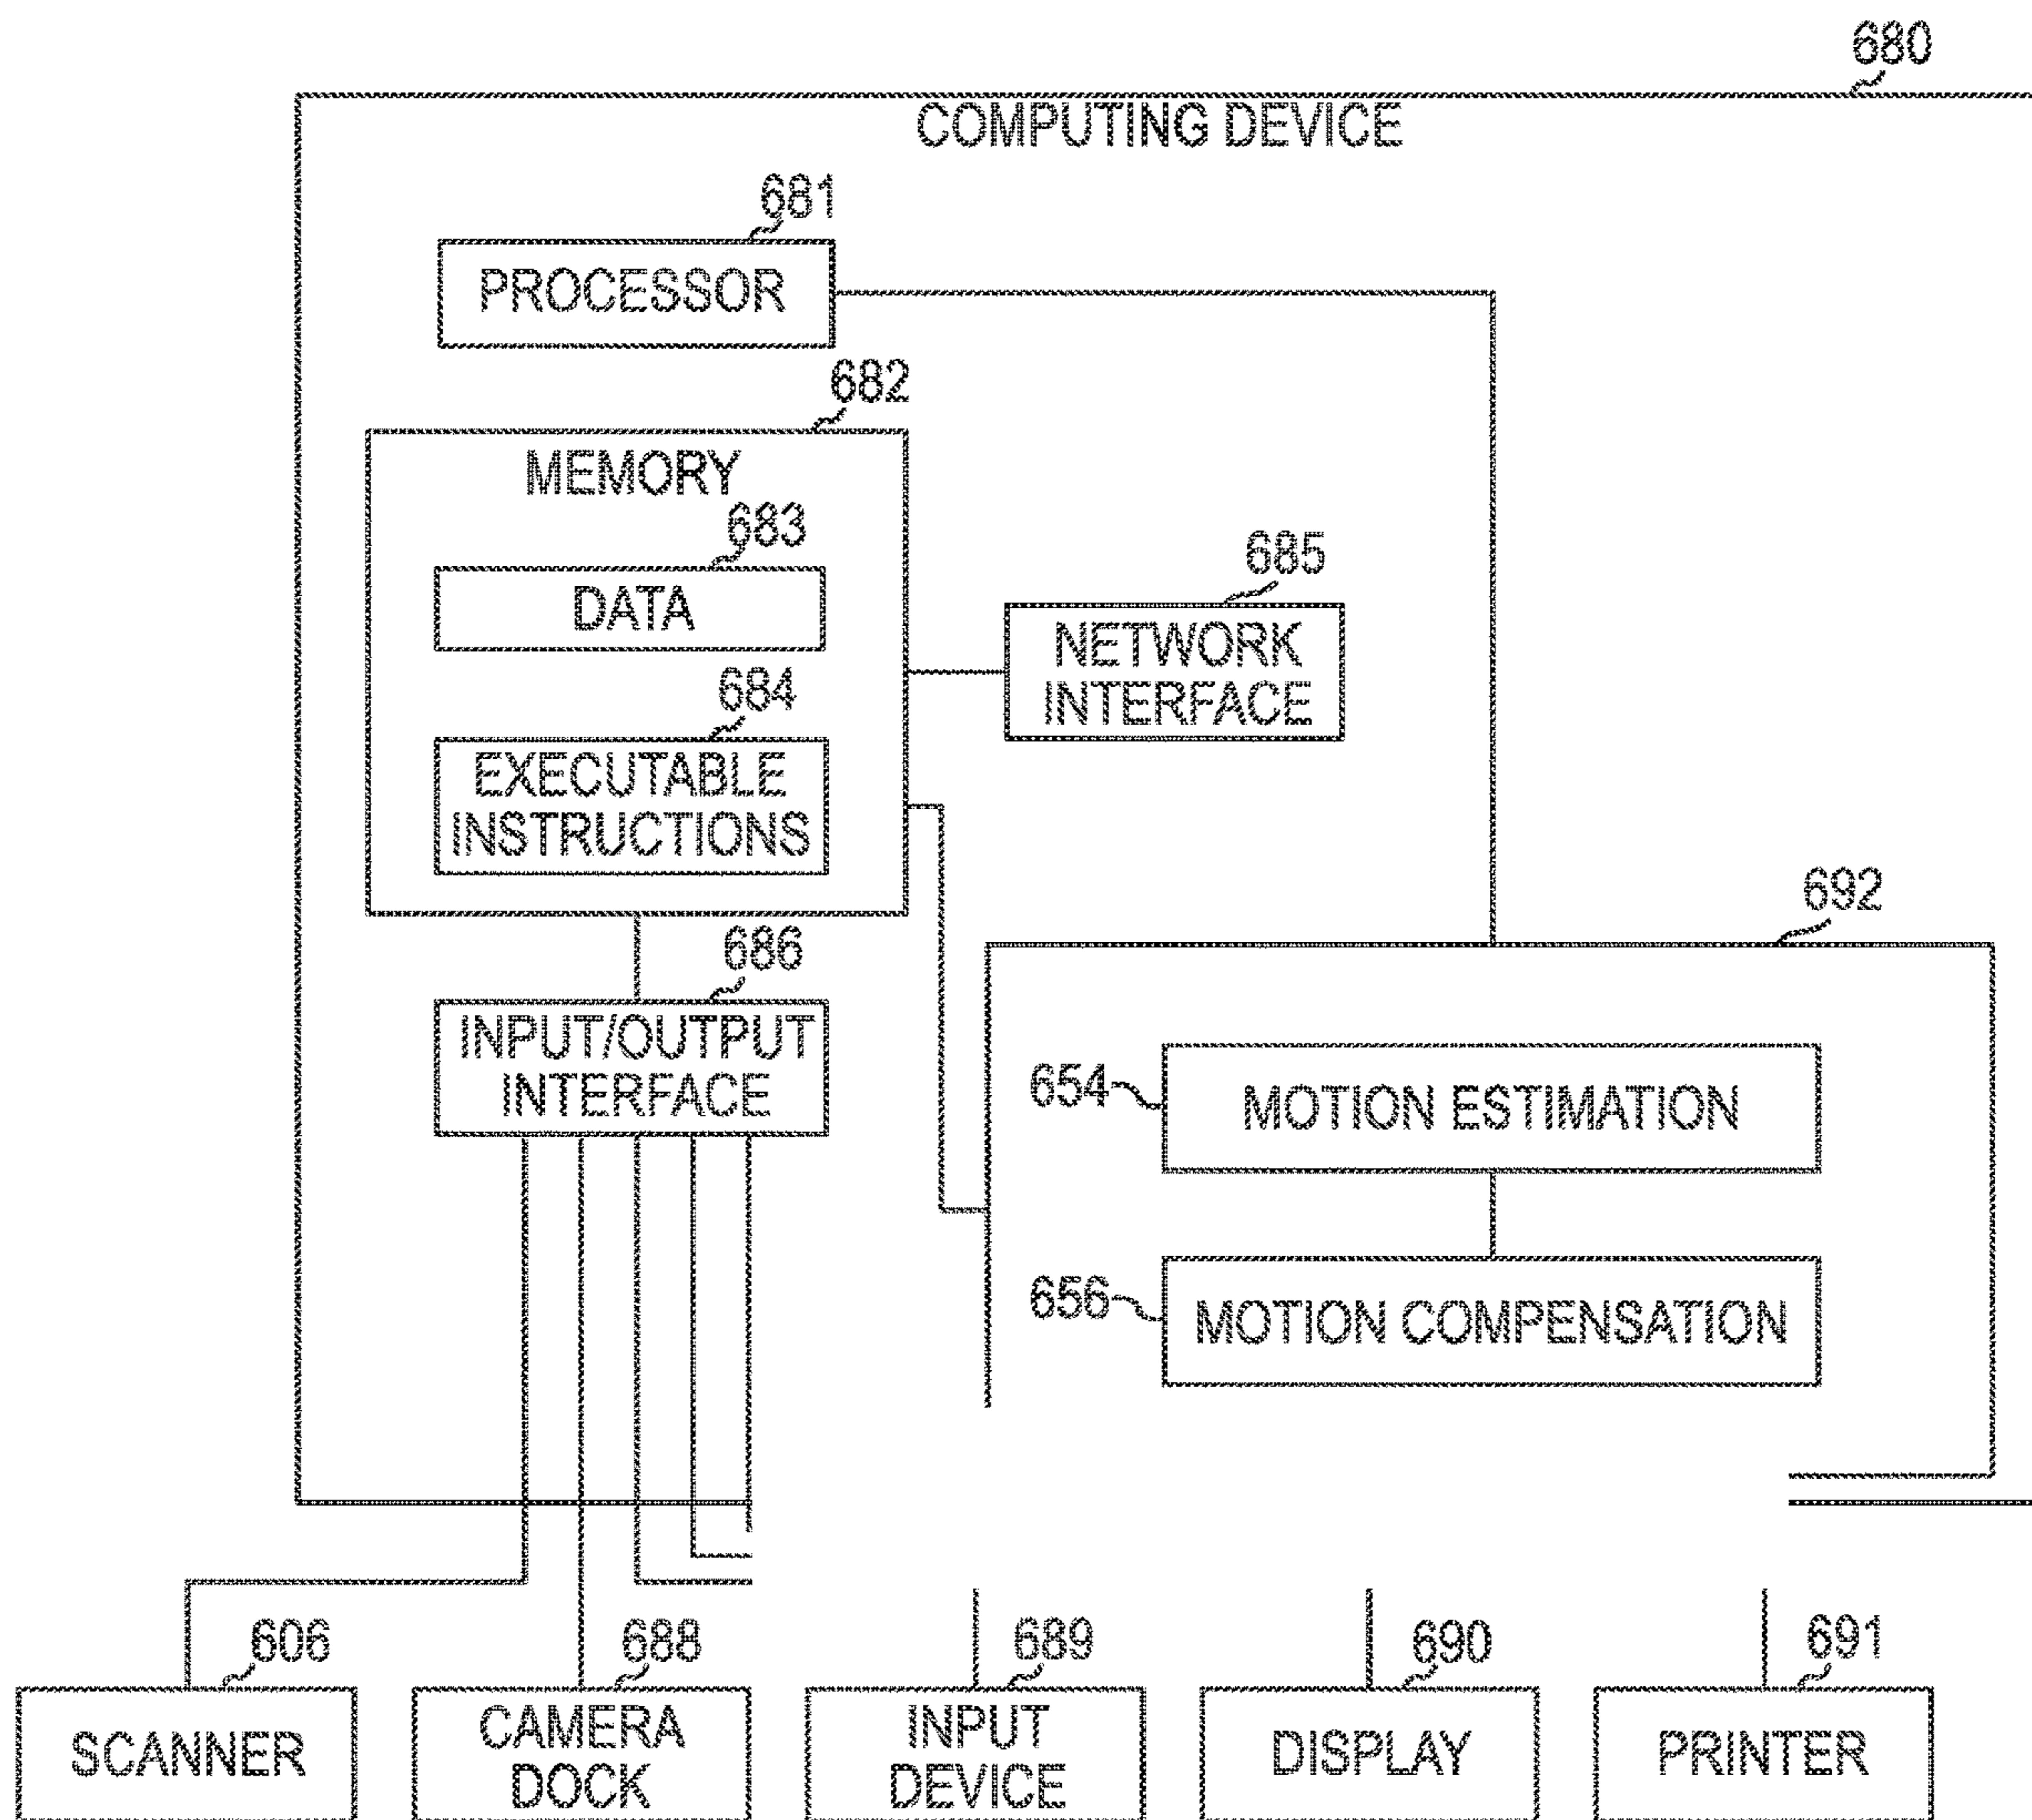 680
COMPUTING DEVICE
681
PROCESSOR
682
MEMORY
683
DATA
684
EXECUTABLE
INSTRUCTIONS
685
NETWORK
INTERFACE
686
INPUT/OUTPUT
INTERFACE
692
654
MOTION ESTIMATION
656
MOTION COMPENSATION
606
SCANNER
688
CAMERA
DOCK
689
INPUT
DEVICE
690
DISPLAY
691
PRINTER